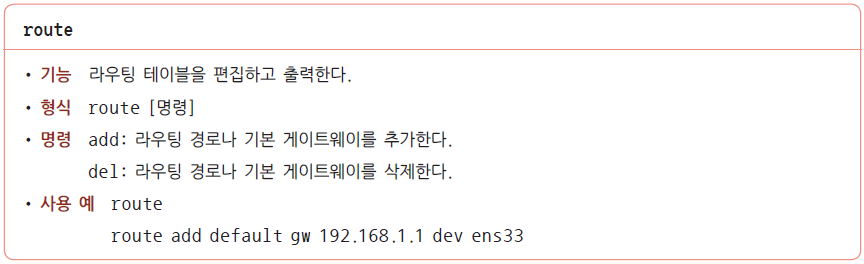 route
• 기능 라우팅 테이블을 편집하고 출력한다.
• 형식 route [명령]
• 명령 add: 라우팅 경로나 기본 게이트웨이를 추가한다.
del: 라우팅 경로나 기본 게이트웨이를 삭제한다.
• 사용 예 route
route add default gw 192.168.1.1 dev ens33